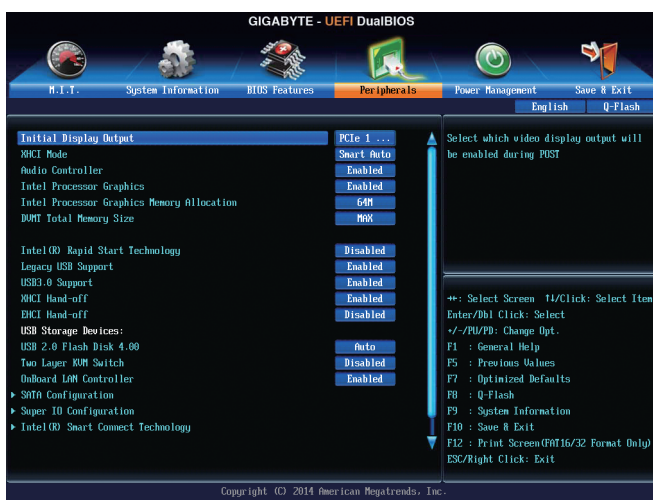 GIGABYTE - UEFI DualBIOS
M.I.T. System Information BIOS Features Peripherals Power Management Save & Exit
English Q-Flash
Initial Display Output PCIe 1 ...
XHCI Mode Smart Auto
Audio Controller Enabled
Intel Processor Graphics Enabled
Intel Processor Graphics Memory Allocation 64M
DVMT Total Memory Size MAX
Intel(R) Rapid Start Technology Disabled
Legacy USB Support Enabled
USB3.0 Support Enabled
XHCI Hand-off Enabled
EHCI Hand-off Disabled
USB Storage Devices:
USB 2.0 Flash Disk 4.00 Auto
Two Layer KVM Switch Disabled
OnBoard LAN Controller Enabled
SATA Configuration
Super IO Configuration
Intel(R) Smart Connect Technology
Select which video display output will
be enabled during POST
→←: Select Screen ↑↓/Click: Select Item
Enter/Dbl Click: Select
+/-/PU/PD: Change Opt.
F1 : General Help
F5 : Previous Values
F7 : Optimized Defaults
F8 : Q-Flash
F9 : System Information
F10 : Save & Exit
F12 : Print Screen(FAT16/32 Format Only)
ESC/Right Click: Exit
Copyright (C) 2014 American Megatrends, Inc.